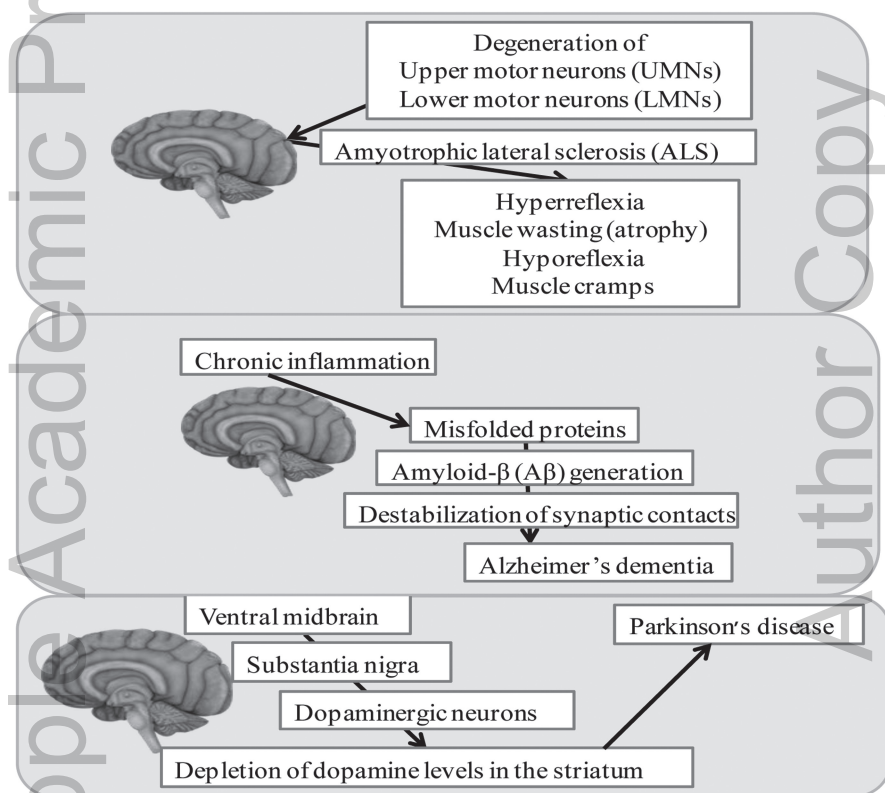 Degeneration of
Upper motor neurons (UMNs)
Lower motor neurons (LMNs)
Amyotrophic lateral sclerosis (ALS)
Hyperreflexia
Muscle wasting (atrophy)
Hyporeflexia
Muscle cramps
Chronic inflammation
Misfolded proteins
Amyloid-β (Aβ) generation
Destabilization of synaptic contacts
Alzheimer's dementia
Ventral midbrain
Substantia nigra
Dopaminergic neurons
Depletion of dopamine levels in the striatum
Parkinson's disease
Academic
Author Copy